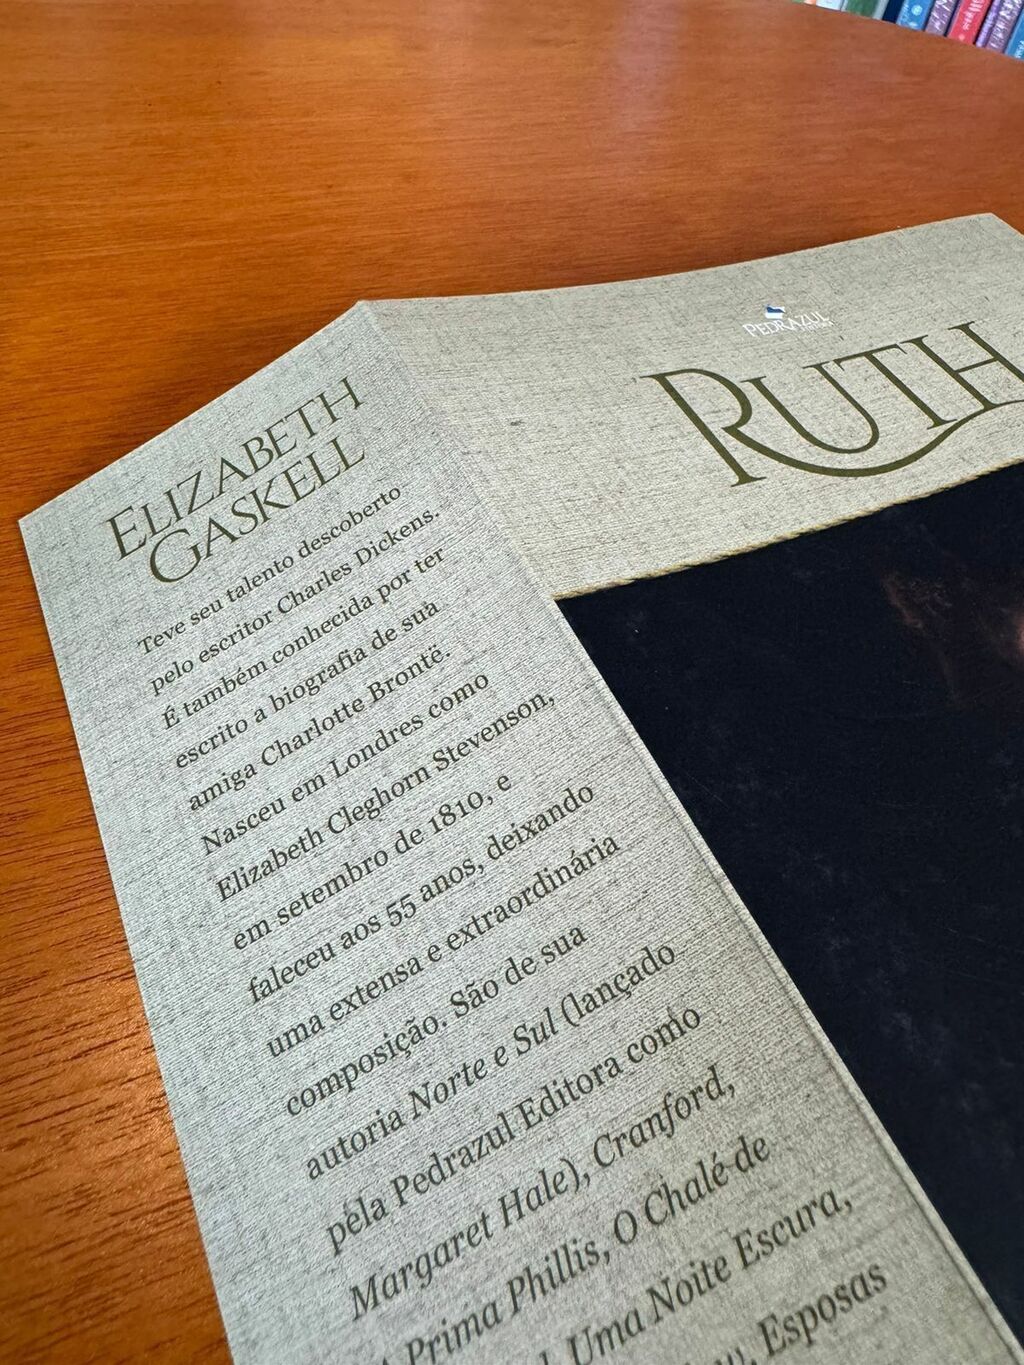 ELIZABETH
GASKELL
Teve seu talento descoberto
pelo escritor Charles Dickens.
É também conhecida por ter
escrito a biografia de sua
amiga Charlotte Brontë.
Nasceu em Londres como
Elizabeth Cleghorn Stevenson,
em setembro de 1810, e
faleceu aos 55 anos, deixando
uma extensa e extraordinária
composição. São de sua
autoria Norte e Sul (lançado
pela Pedrazul Editora como
Margaret Hale), Cranford,
Prima Phillis, O Chalé de
Uma Noite Escura,
Esposas
PEDRAZUL
RUTH